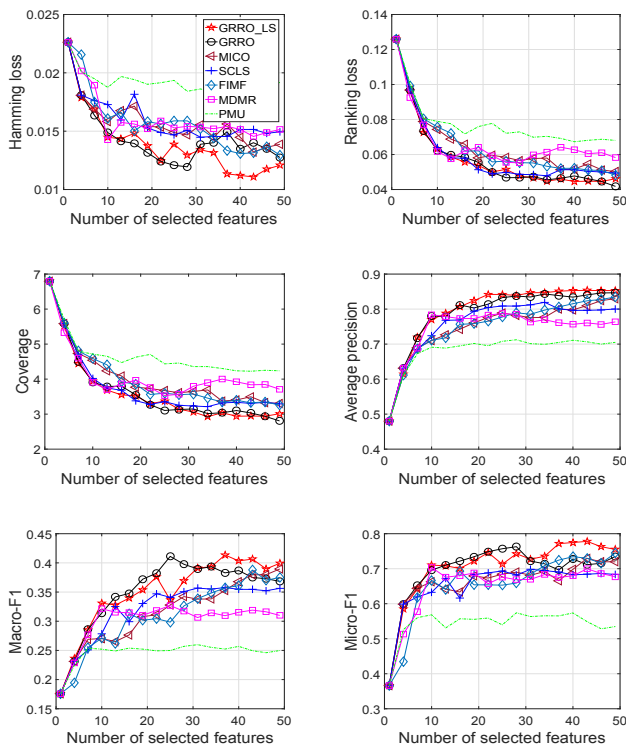 GRRO_LS
GRRO
MICO
SCLS
FIMF
MDMR
PMU
Hamming loss
0.025
0.02
0.015
0.01
0 10 20 30 40 50
Number of selected features
Ranking loss
0.14
0.12
0.1
0.08
0.06
0.04
0 10 20 30 40 50
Number of selected features
Coverage
7
6
5
4
3
2
0 10 20 30 40 50
Number of selected features
Average precision
0.9
0.8
0.7
0.6
0.5
0.4
0 10 20 30 40 50
Number of selected features
Macro-F1
0.45
0.4
0.35
0.3
0.25
0.2
0.15
0 10 20 30 40 50
Number of selected features
Micro-F1
0.8
0.7
0.6
0.5
0.4
0.3
0 10 20 30 40 50
Number of selected features